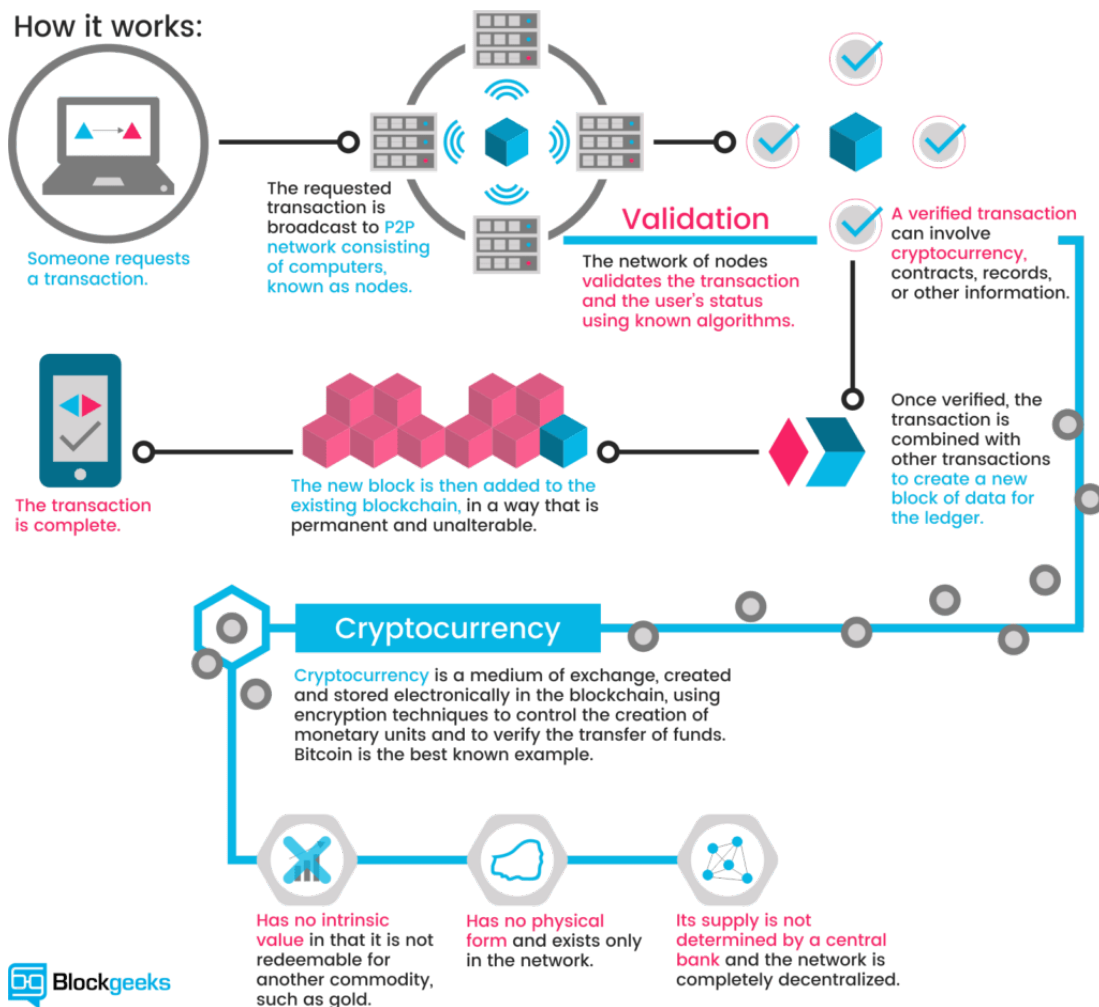 How it works:
Someone requests
a transaction.
The requested
transaction is
broadcast to P2P
network consisting
of computers,
known as nodes.
Validation
The network of nodes
validates the transaction
and the user's status
using known algorithms.
A verified transaction
can involve
cryptocurrency,
contracts, records,
or other information.
Once verified, the
transaction is
combined with
other transactions
to create a new
block of data for
the ledger.
The new block is then added to the
existing blockchain, in a way that is
permanent and unalterable.
The transaction
is complete.
Cryptocurrency
Cryptocurrency is a medium of exchange, created
and stored electronically in the blockchain, using
encryption techniques to control the creation of
monetary units and to verify the transfer of funds.
Bitcoin is the best known example.
Has no intrinsic
value in that it is not
redeemable for
another commodity,
such as gold.
Has no physical
form and exists only
in the network.
Its supply is not
determined by a central
bank and the network is
completely decentralized.
Blockgeeks